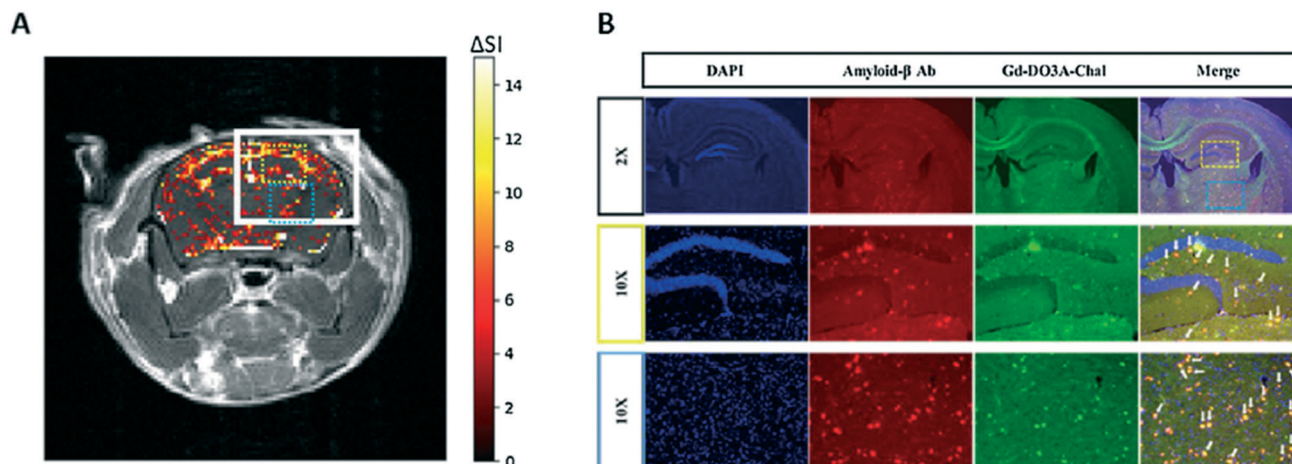 A
ΔSI
14
12
10
8
6
4
2
0
B
DAPI Amyloid-β Ab Gd-DO3A-Chal Merge
2X
10X
10X